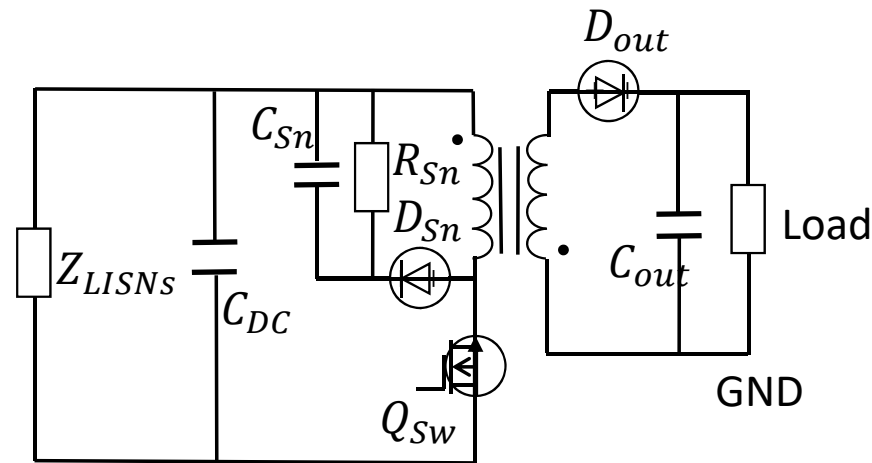 D_out
C_Sn
R_Sn
D_Sn
Z_LISNs
C_DC
C_out
Load
Q_Sw
GND